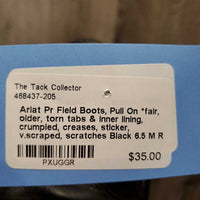 The Tack Collector
468437-205
Ariat Pr Field Boots, Pull On *fair,
older, torn tabs & inner lining,
crumpled, creases, sticker,
v.scraped, scratches Black 6.5 M R
$35.00
PXUGGR